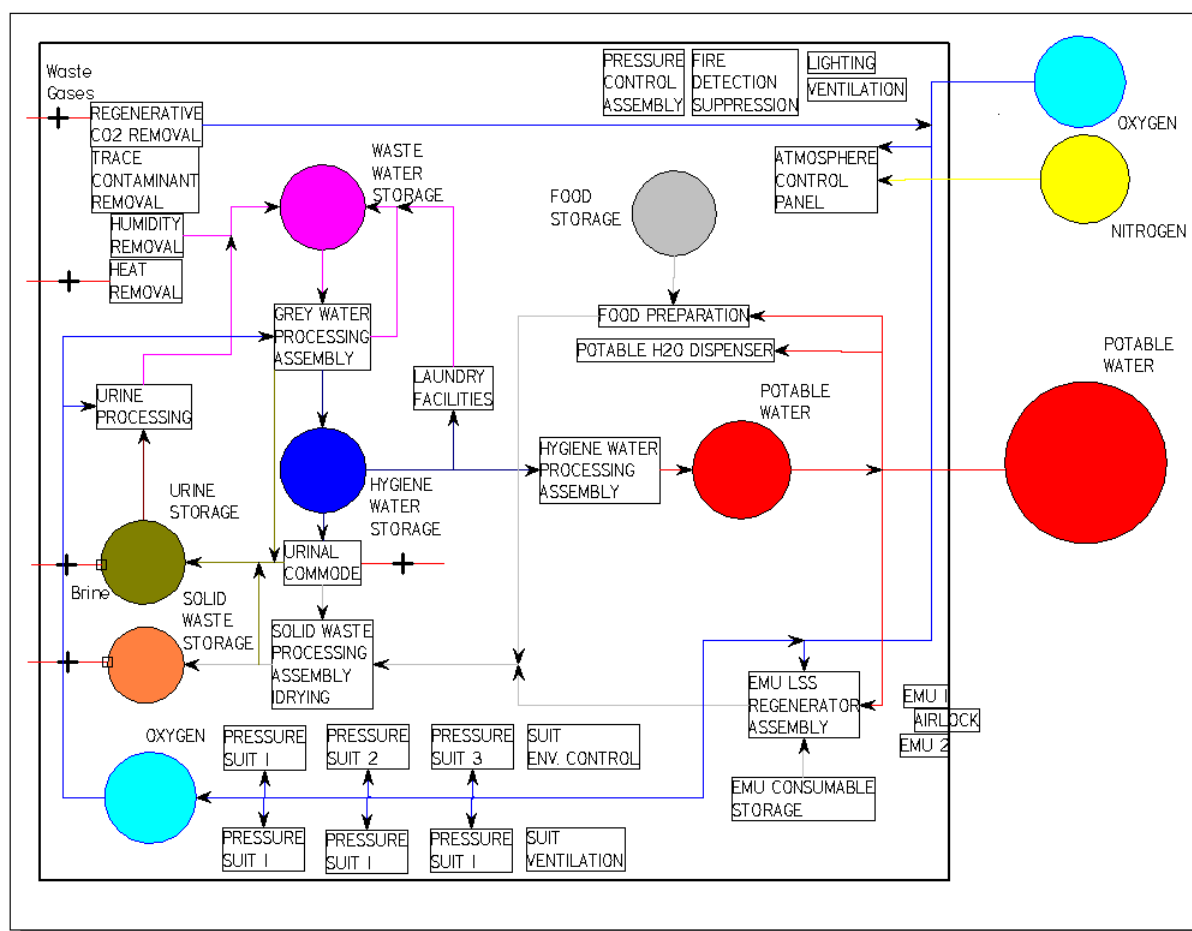 Waste
Gases
REGENERATIVE
CO2 REMOVAL
TRACE
CONTAMINANT
REMOVAL
HUMIDITY
REMOVAL
HEAT
REMOVAL
WASTE
WATER
STORAGE
PRESSURE
CONTROL
ASSEMBLY
FIRE
DETECTION
SUPPRESSION
LIGHTING
VENTILATION
OXYGEN
ATMOSPHERE
CONTROL
PANEL
NITROGEN
FOOD
STORAGE
GREY WATER
PROCESSING
ASSEMBLY
FOOD PREPARATION
POTABLE H2O DISPENSER
POTABLE
WATER
URINE
PROCESSING
LAUNDRY
FACILITIES
POTABLE
WATER
HYGIENE WATER
PROCESSING
ASSEMBLY
HYGIENE
WATER
STORAGE
URINE
STORAGE
URINAL
COMMODE
Brine
SOLID
WASTE
STORAGE
SOLID WASTE
PROCESSING
ASSEMBLY
IDRYING
EMU LSS
REGENERATOR
ASSEMBLY
EMU 1
AIRLOCK
EMU 2
OXYGEN
PRESSURE
SUIT 1
PRESSURE
SUIT 2
PRESSURE
SUIT 3
SUIT
ENV. CONTROL
EMU CONSUMABLE
STORAGE
PRESSURE
SUIT 1
PRESSURE
SUIT 1
PRESSURE
SUIT 1
SUIT
VENTILATION